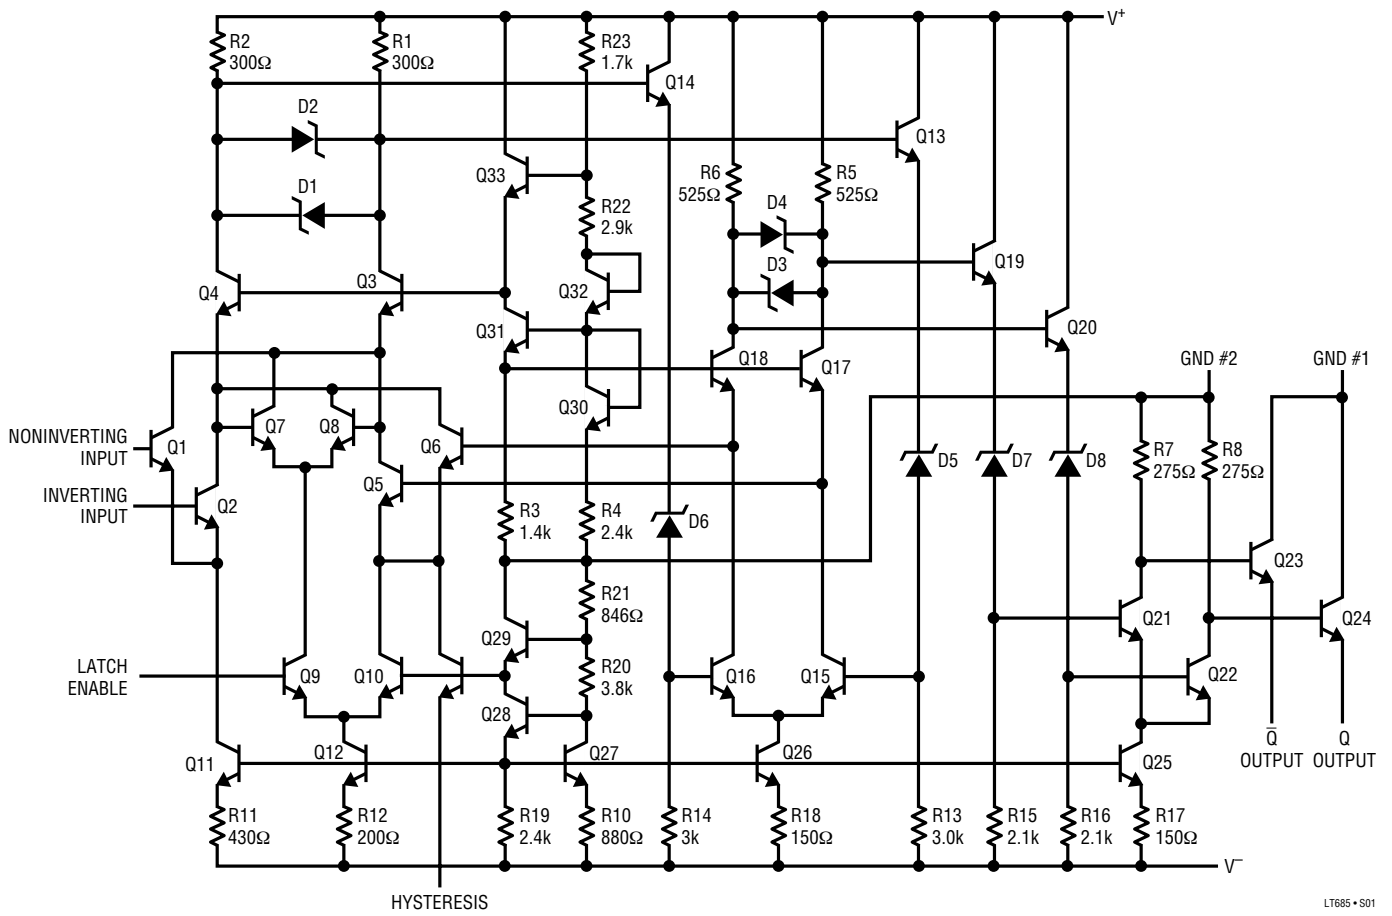 V+
R2
300Ω
R1
300Ω
R23
1.7k
Q14
D2
Q13
D1
Q33
R6
525Ω
R5
525Ω
R22
2.9k
D4
D3
Q19
Q4
Q3
Q32
Q31
Q20
Q18
Q17
GND #2
GND #1
Q30
NONINVERTING
INPUT
Q1
Q7
Q8
Q6
R7
275Ω
R8
275Ω
D5
D7
D8
INVERTING
INPUT
Q2
Q5
R3
1.4k
R4
2.4k
D6
Q23
R21
846Ω
Q29
Q21
Q24
LATCH
ENABLE
Q9
Q10
R20
3.8k
Q16
Q15
Q22
Q28
Q27
Q26
Q25
Q11
Q12
Q̅
OUTPUT
Q
OUTPUT
R11
430Ω
R12
200Ω
R19
2.4k
R10
880Ω
R14
3k
R18
150Ω
R13
3.0k
R15
2.1k
R16
2.1k
R17
150Ω
V–
HYSTERESIS
LT685 • S01